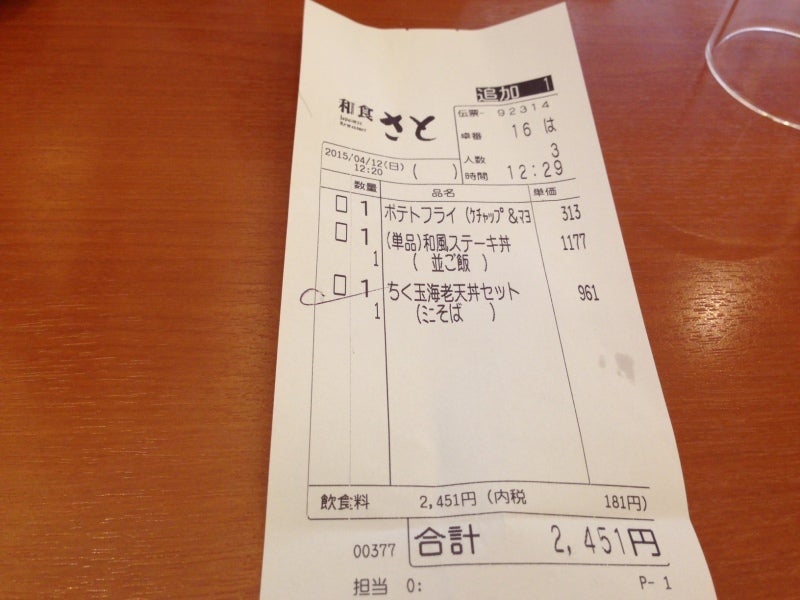 追加 1
和食 さと
Japanese Restaurant
伝票- 92314
卓番 16 は
人数 3
2015/04/12(日)
12:20 ( )
時間 12:29
数量 品名 単価
1 ポテトフライ (ｹﾁｬｯﾌﾟ&ﾏﾖ 313
1 (単品)和風ステーキ丼 1177
1 ( 並ご飯 )
1 ちく玉海老天丼セット 961
1 (ﾐﾆそば )
飲食料 2,451円 (内税 181円)
合計 2,451円
00377
担当 0: P- 1